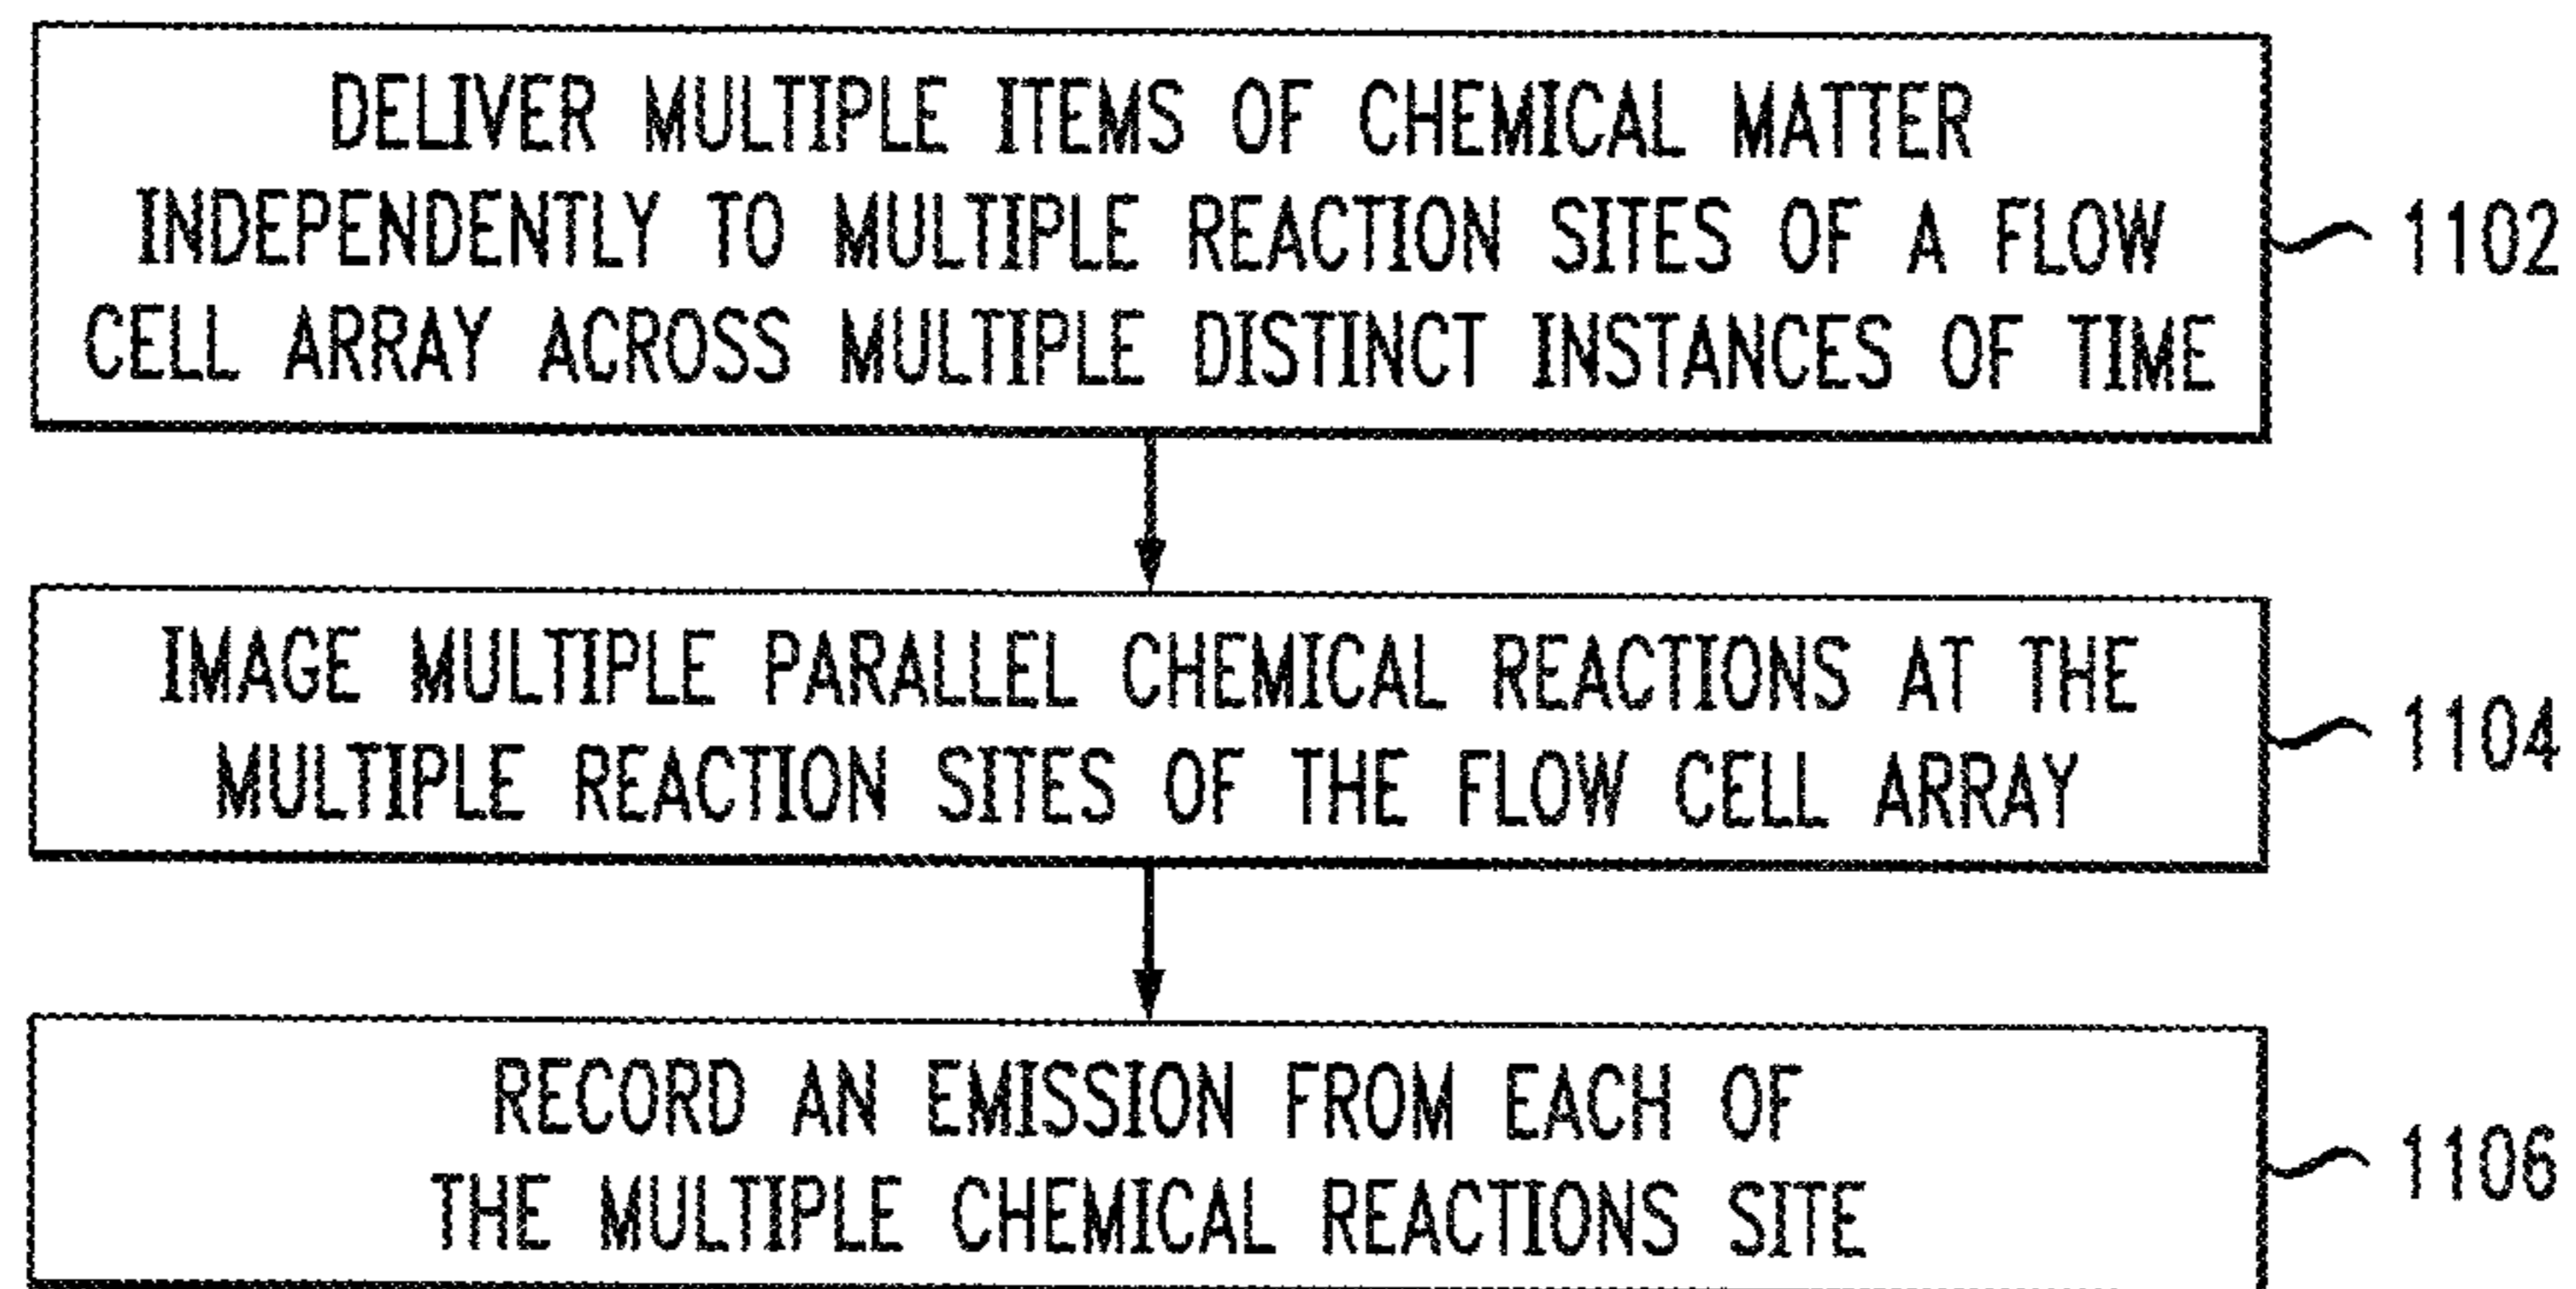 DELIVER MULTIPLE ITEMS OF CHEMICAL MATTER
INDEPENDENTLY TO MULTIPLE REACTION SITES OF A FLOW
CELL ARRAY ACROSS MULTIPLE DISTINCT INSTANCES OF TIME
1102
IMAGE MULTIPLE PARALLEL CHEMICAL REACTIONS AT THE
MULTIPLE REACTION SITES OF THE FLOW CELL ARRAY
1104
RECORD AN EMISSION FROM EACH OF
THE MULTIPLE CHEMICAL REACTIONS SITE
1106